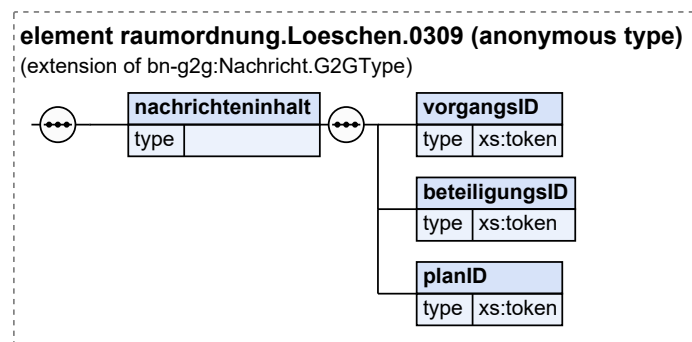 element raumordnung.Loeschen.0309 (anonymous type)
(extension of bn-g2g:Nachricht.G2GType)
nachrichteninhalt
type
vorgangsID
type xs:token
beteiligungsID
type xs:token
planID
type xs:token